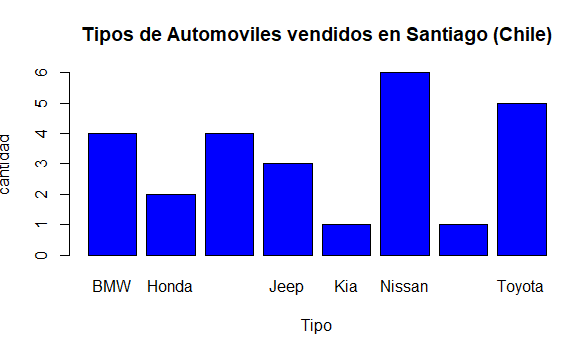 Tipos de Automoviles vendidos en Santiago (Chile)
cantidad
6
5
4
3
2
1
0
BMW Honda Jeep Kia Nissan Toyota
Tipo